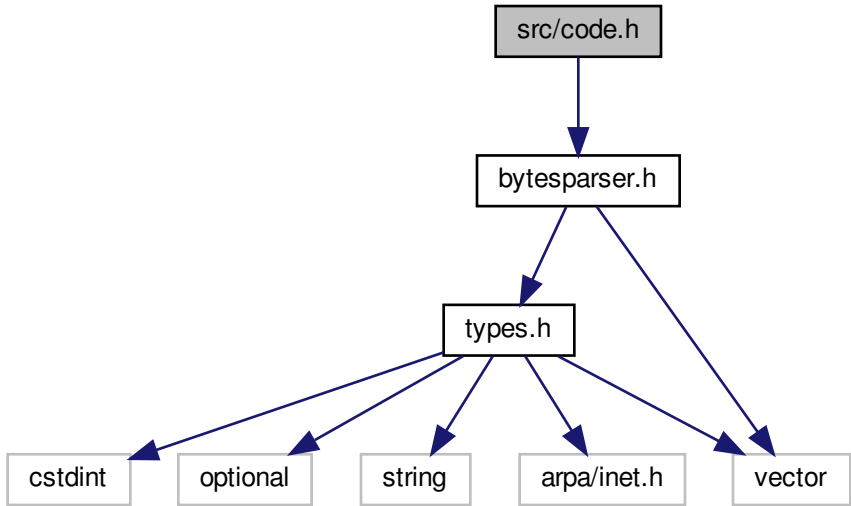 src/code.h
bytesparser.h
types.h
cstdint
optional
string
arpa/inet.h
vector